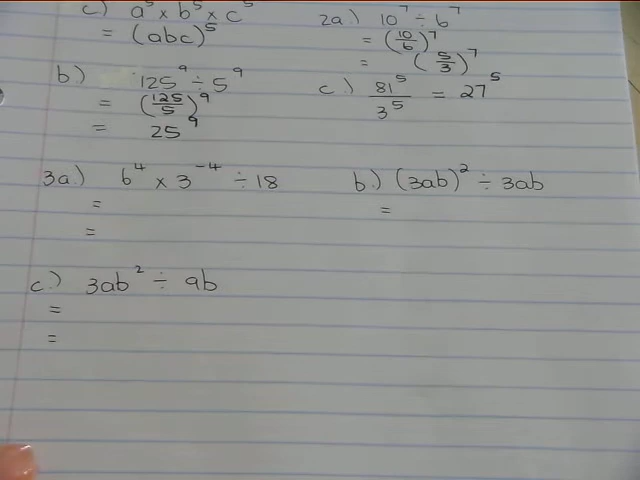 c) a⁵ × b⁵ × c⁵
= (abc)⁵
2a) 10⁷ ÷ 6⁷
= (10/6)⁷
= (5/3)⁷
b) 125⁹ ÷ 5⁹
= (125/5)⁹
= 25⁹
c.) 81⁵/3⁵ = 27⁵
3a.) 6⁴ × 3⁻⁴ ÷ 18
=
=
b.) (3ab)² ÷ 3ab
=
c.) 3ab² ÷ 9b
=
=